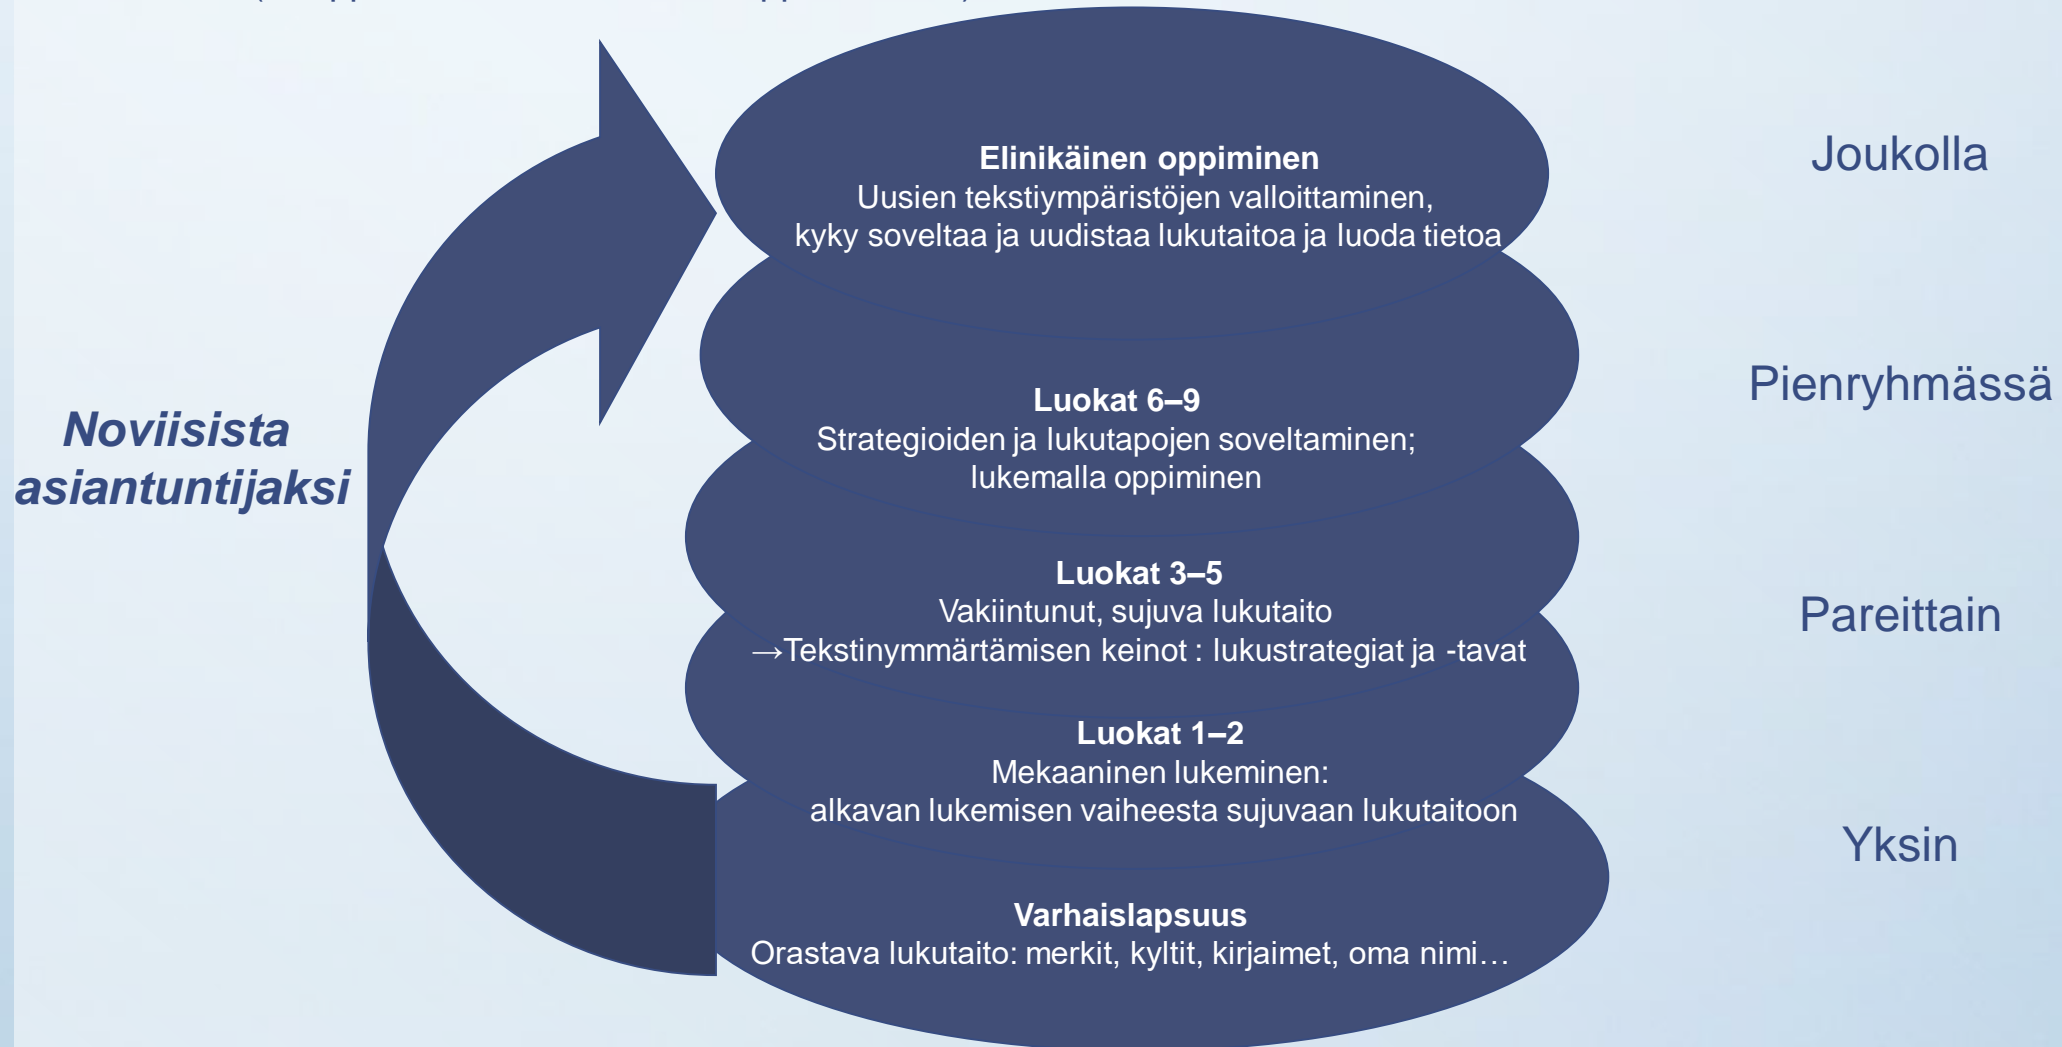 Joukolla
Elinikäinen oppiminen
Uusien tekstiympäristöjen valloittaminen,
kyky soveltaa ja uudistaa lukutaitoa ja luoda tietoa
Pienryhmässä
Luokat 6–9
Strategioiden ja lukutapojen soveltaminen;
lukemalla oppiminen
Noviisista
asiantuntijaksi
Luokat 3–5
Vakiintunut, sujuva lukutaito
→Tekstinymmärtämisen keinot : lukustrategiat ja -tavat
Pareittain
Luokat 1–2
Mekaaninen lukeminen:
alkavan lukemisen vaiheesta sujuvaan lukutaitoon
Yksin
Varhaislapsuus
Orastava lukutaito: merkit, kyltit, kirjaimet, oma nimi…